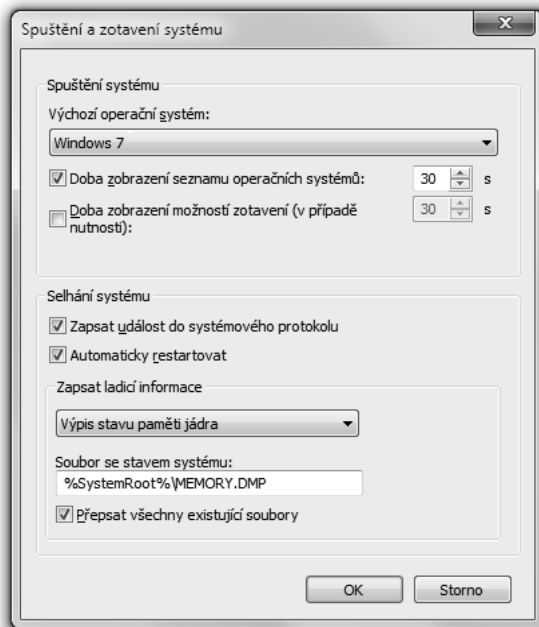 Spuštění a zotavení systému
Spuštění systému
Výchozí operační systém:
Windows 7
Doba zobrazení seznamu operačních systémů: 30 s
Doba zobrazení možností zotavení (v případě 30 s
nutnosti):
Selhání systému
Zapsat událost do systémového protokolu
Automaticky restartovat
Zapsat ladicí informace
Výpis stavu paměti jádra
Soubor se stavem systému:
%SystemRoot%\MEMORY.DMP
Přepsat všechny existující soubory
OK Storno